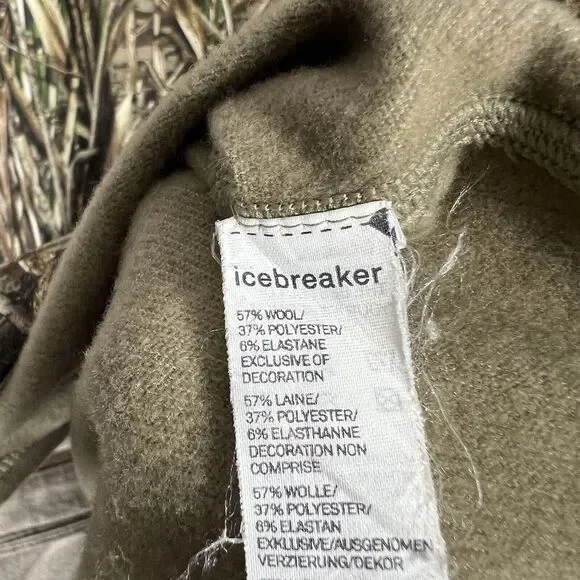 icebreaker
57% WOOL/
37% POLYESTER/
6% ELASTANE
EXCLUSIVE OF
DECORATION
57% LAINE/
37% POLYESTER/
6% ELASTHANNE
DECORATION NON
COMPRISE
57% WOLLE/
37% POLYESTER/
6% ELASTAN
EXKLUSIVE/AUSGENOMEN
VERZIERUNG/DEKOR